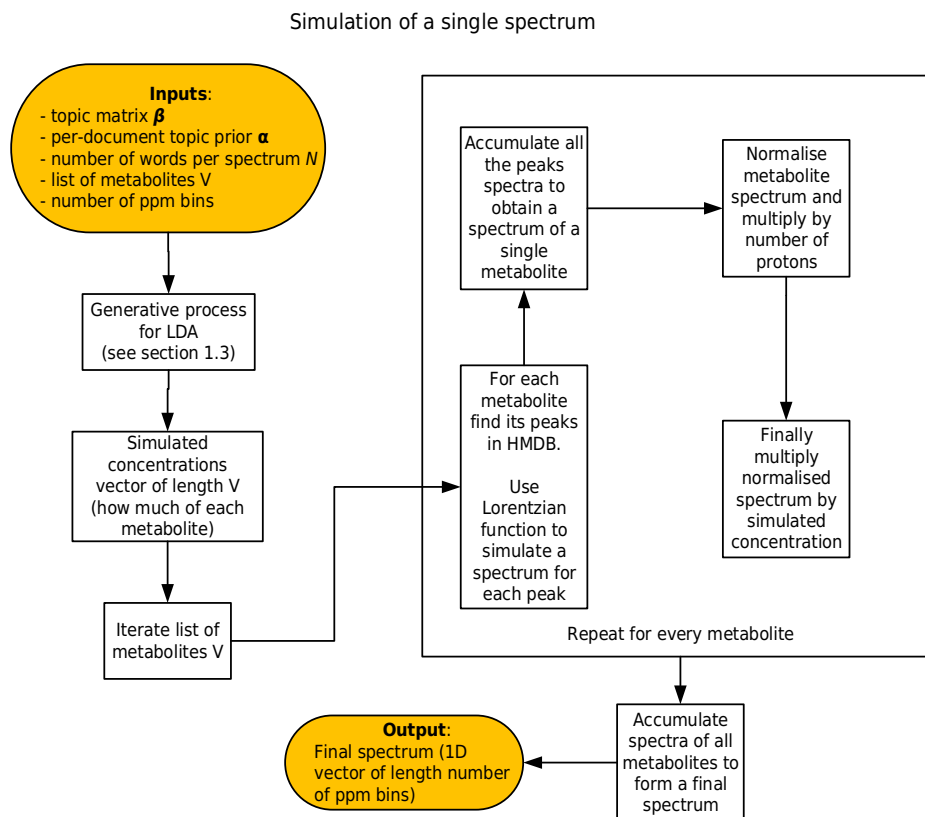 Simulation of a single spectrum
Inputs:
- topic matrix β
- per-document topic prior α
- number of words per spectrum N
- list of metabolites V
- number of ppm bins
Generative process
for LDA
(see section 1.3)
Simulated
concentrations
vector of length V
(how much of each
metabolite)
Iterate list of
metabolites V
For each
metabolite
find its peaks
in HMDB.
Use
Lorentzian
function to
simulate a
spectrum for
each peak
Accumulate all
the peaks
spectra to
obtain a
spectrum of a
single
metabolite
Normalise
metabolite
spectrum and
multiply by
number of
protons
Finally
multiply
normalised
spectrum by
simulated
concentration
Repeat for every metabolite
Accumulate
spectra of all
metabolites to
form a final
spectrum
Output:
Final spectrum (1D
vector of length number
of ppm bins)